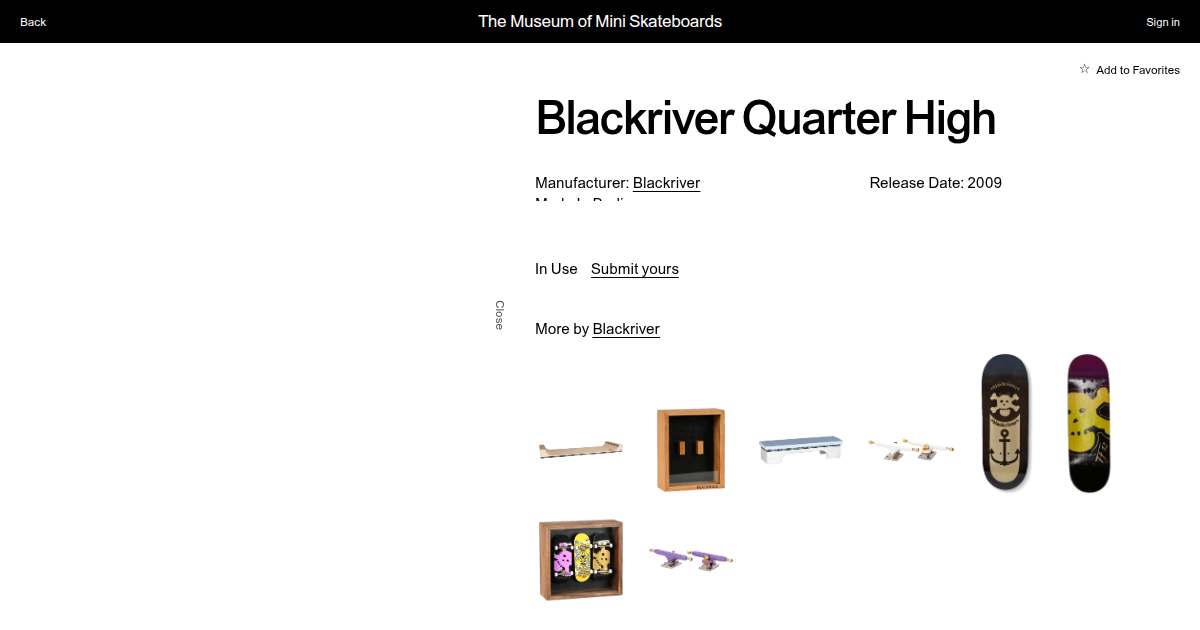 Back
The Museum of Mini Skateboards
Sign in
☆ Add to Favorites
Blackriver Quarter High
Manufacturer: Blackriver
Release Date: 2009
In Use
Submit yours
Close
More by Blackriver